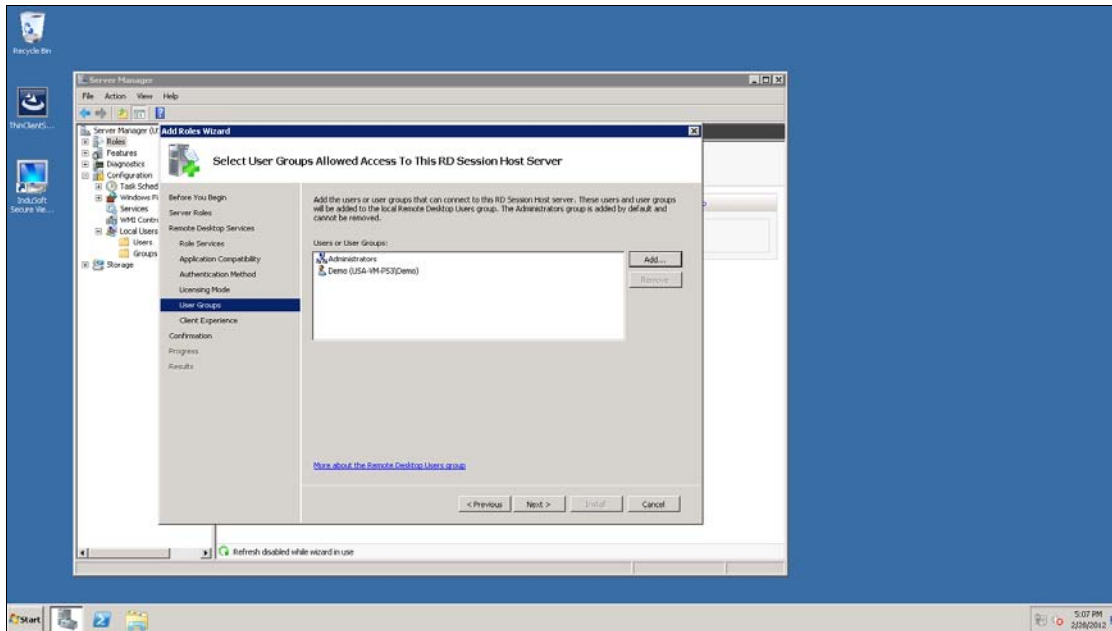 Recycle Bin
ThinClientS...
InduSoft
Secure Vie...
Server Manager
File Action View Help
Server Manager (U
Roles
Features
Diagnostics
Configuration
Task Sched
Windows Fi
Services
WMI Contr
Local Users
Users
Groups
Storage
Add Roles Wizard
Select User Groups Allowed Access To This RD Session Host Server
Before You Begin
Server Roles
Remote Desktop Services
Role Services
Application Compatibility
Authentication Method
Licensing Mode
User Groups
Client Experience
Confirmation
Progress
Results
Add the users or user groups that can connect to this RD Session Host server. These users and user groups
will be added to the local Remote Desktop Users group. The Administrators group is added by default and
cannot be removed.
Users or User Groups:
Administrators
Demo (USA-VM-PS3\Demo)
Add...
Remove
More about the Remote Desktop Users group
< Previous Next > Install Cancel
Refresh disabled while wizard in use
Start
5:07 PM
2/28/2012